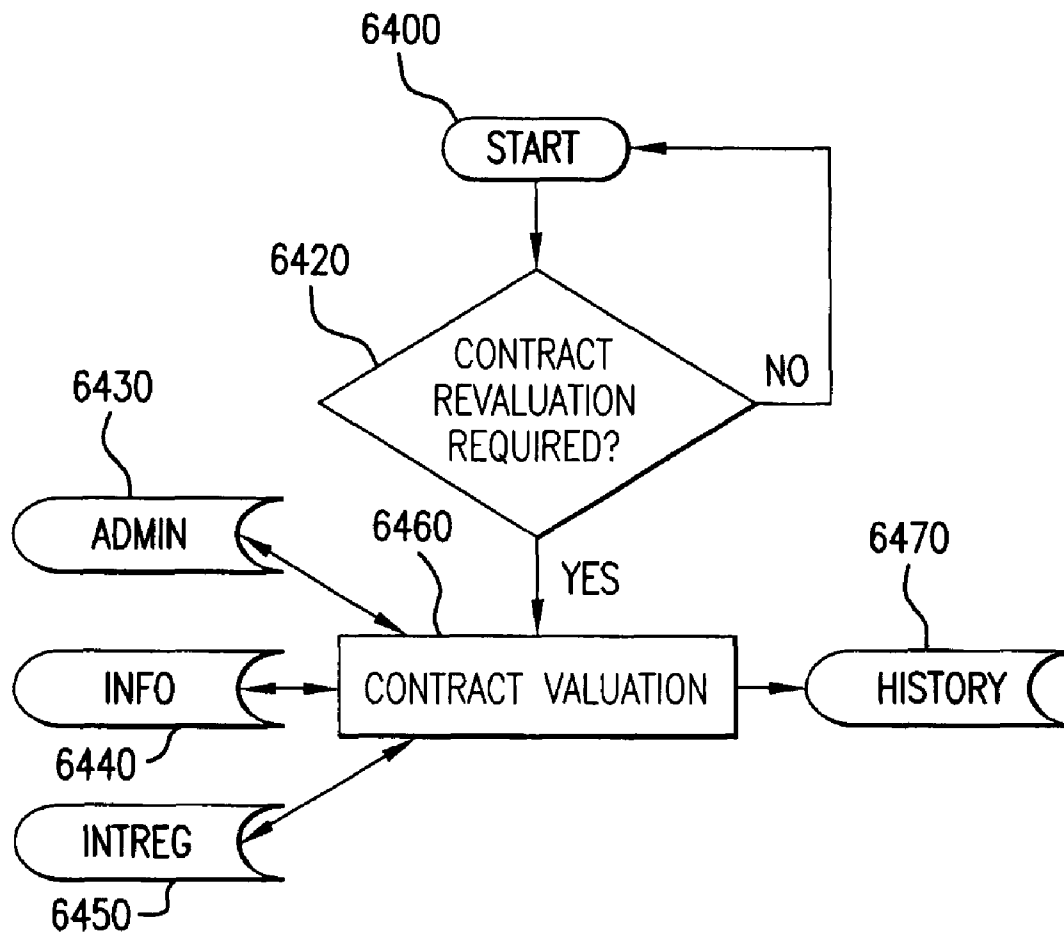 6400
START
6420
CONTRACT
REVALUATION
REQUIRED?
NO
6430
ADMIN
6460
YES
6470
INFO
CONTRACT VALUATION
HISTORY
6440
INTREG
6450